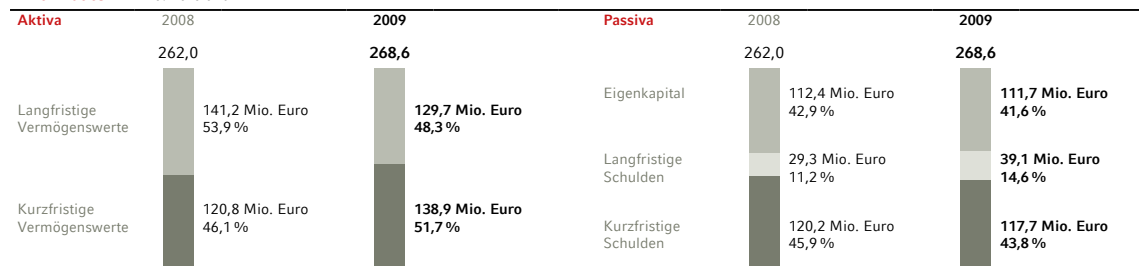 Aktiva 2008 2009
262,0 268,6
Langfristige
Vermögenswerte
141,2 Mio. Euro
53,9 %
129,7 Mio. Euro
48,3 %
Kurzfristige
Vermögenswerte
120,8 Mio. Euro
46,1 %
138,9 Mio. Euro
51,7 %
Passiva 2008 2009
262,0 268,6
Eigenkapital
112,4 Mio. Euro
42,9 %
111,7 Mio. Euro
41,6 %
Langfristige
Schulden
29,3 Mio. Euro
11,2 %
39,1 Mio. Euro
14,6 %
Kurzfristige
Schulden
120,2 Mio. Euro
45,9 %
117,7 Mio. Euro
43,8 %